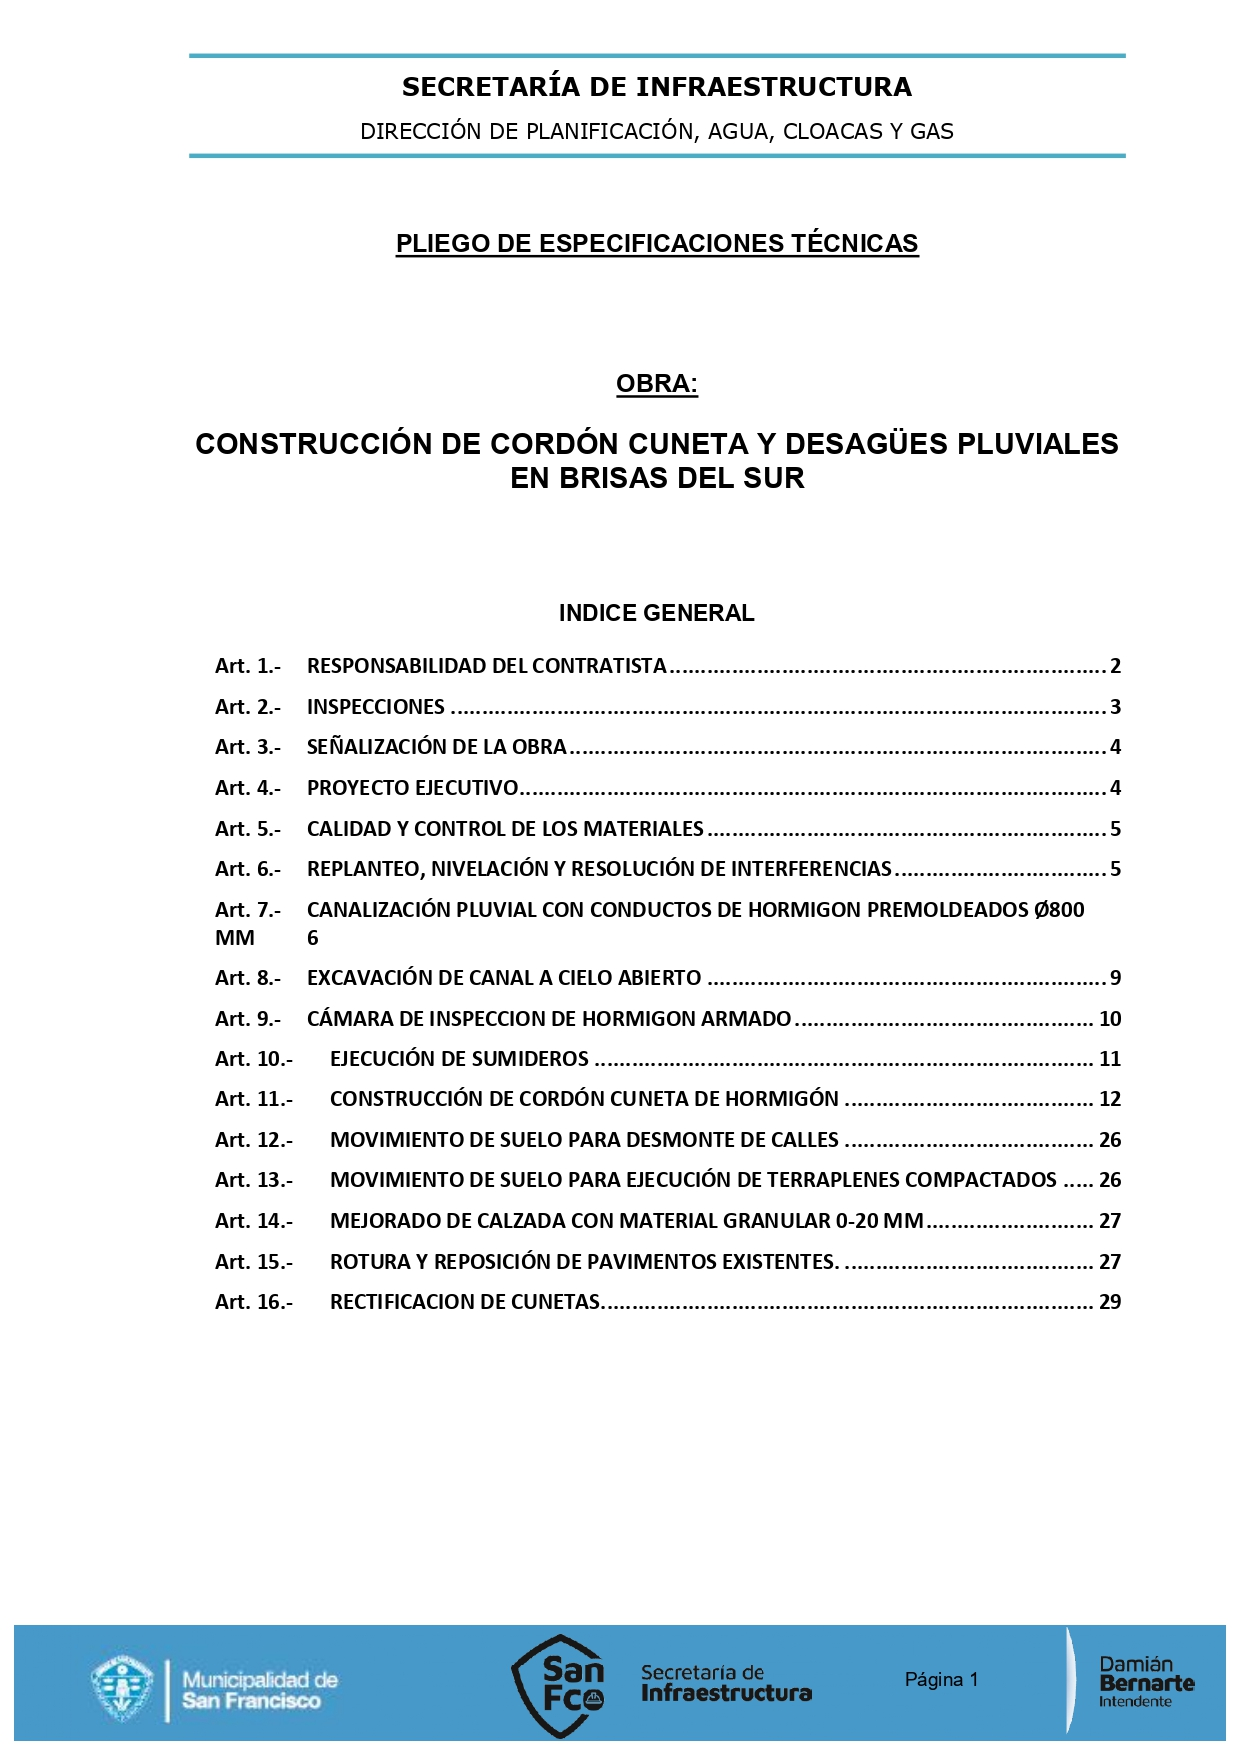 SECRETARÍA DE INFRAESTRUCTURA
DIRECCIÓN DE PLANIFICACIÓN, AGUA, CLOACAS Y GAS
PLIEGO DE ESPECIFICACIONES TÉCNICAS
OBRA:
CONSTRUCCIÓN DE CORDÓN CUNETA Y DESAGÜES PLUVIALES
EN BRISAS DEL SUR
INDICE GENERAL
Art. 1.- RESPONSABILIDAD DEL CONTRATISTA ........ 2
Art. 2.- INSPECCIONES ........ 3
Art. 3.- SEÑALIZACIÓN DE LA OBRA ........ 4
Art. 4.- PROYECTO EJECUTIVO ........ 4
Art. 5.- CALIDAD Y CONTROL DE LOS MATERIALES ........ 5
Art. 6.- REPLANTEO, NIVELACIÓN Y RESOLUCIÓN DE INTERFERENCIAS ........ 5
Art. 7.- CANALIZACIÓN PLUVIAL CON CONDUCTOS DE HORMIGON PREMOLDEADOS Ø800
MM 6
Art. 8.- EXCAVACIÓN DE CANAL A CIELO ABIERTO ........ 9
Art. 9.- CÁMARA DE INSPECCION DE HORMIGON ARMADO ........ 10
Art. 10.- EJECUCIÓN DE SUMIDEROS ........ 11
Art. 11.- CONSTRUCCIÓN DE CORDÓN CUNETA DE HORMIGÓN ........ 12
Art. 12.- MOVIMIENTO DE SUELO PARA DESMONTE DE CALLES ........ 26
Art. 13.- MOVIMIENTO DE SUELO PARA EJECUCIÓN DE TERRAPLENES COMPACTADOS ..... 26
Art. 14.- MEJORADO DE CALZADA CON MATERIAL GRANULAR 0-20 MM ........ 27
Art. 15.- ROTURA Y REPOSICIÓN DE PAVIMENTOS EXISTENTES. ........ 27
Art. 16.- RECTIFICACION DE CUNETAS ........ 29
Municipalidad de
San Francisco
San
Fco
Secretaría de
Infraestructura
Página 1
Damián
Bernarte
Intendente